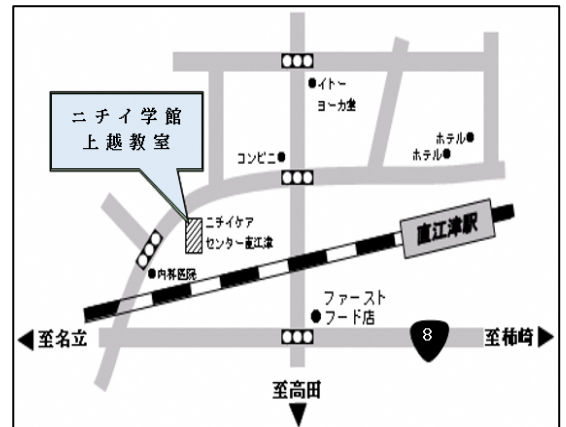 イトー
ヨーカ堂
ニチイ学館
上越教室
コンビニ
ホテル
ホテル
ニチイケア
センター直江津
直江津駅
内科医院
ファースト
フード店
至名立
8
至柿崎
至高田